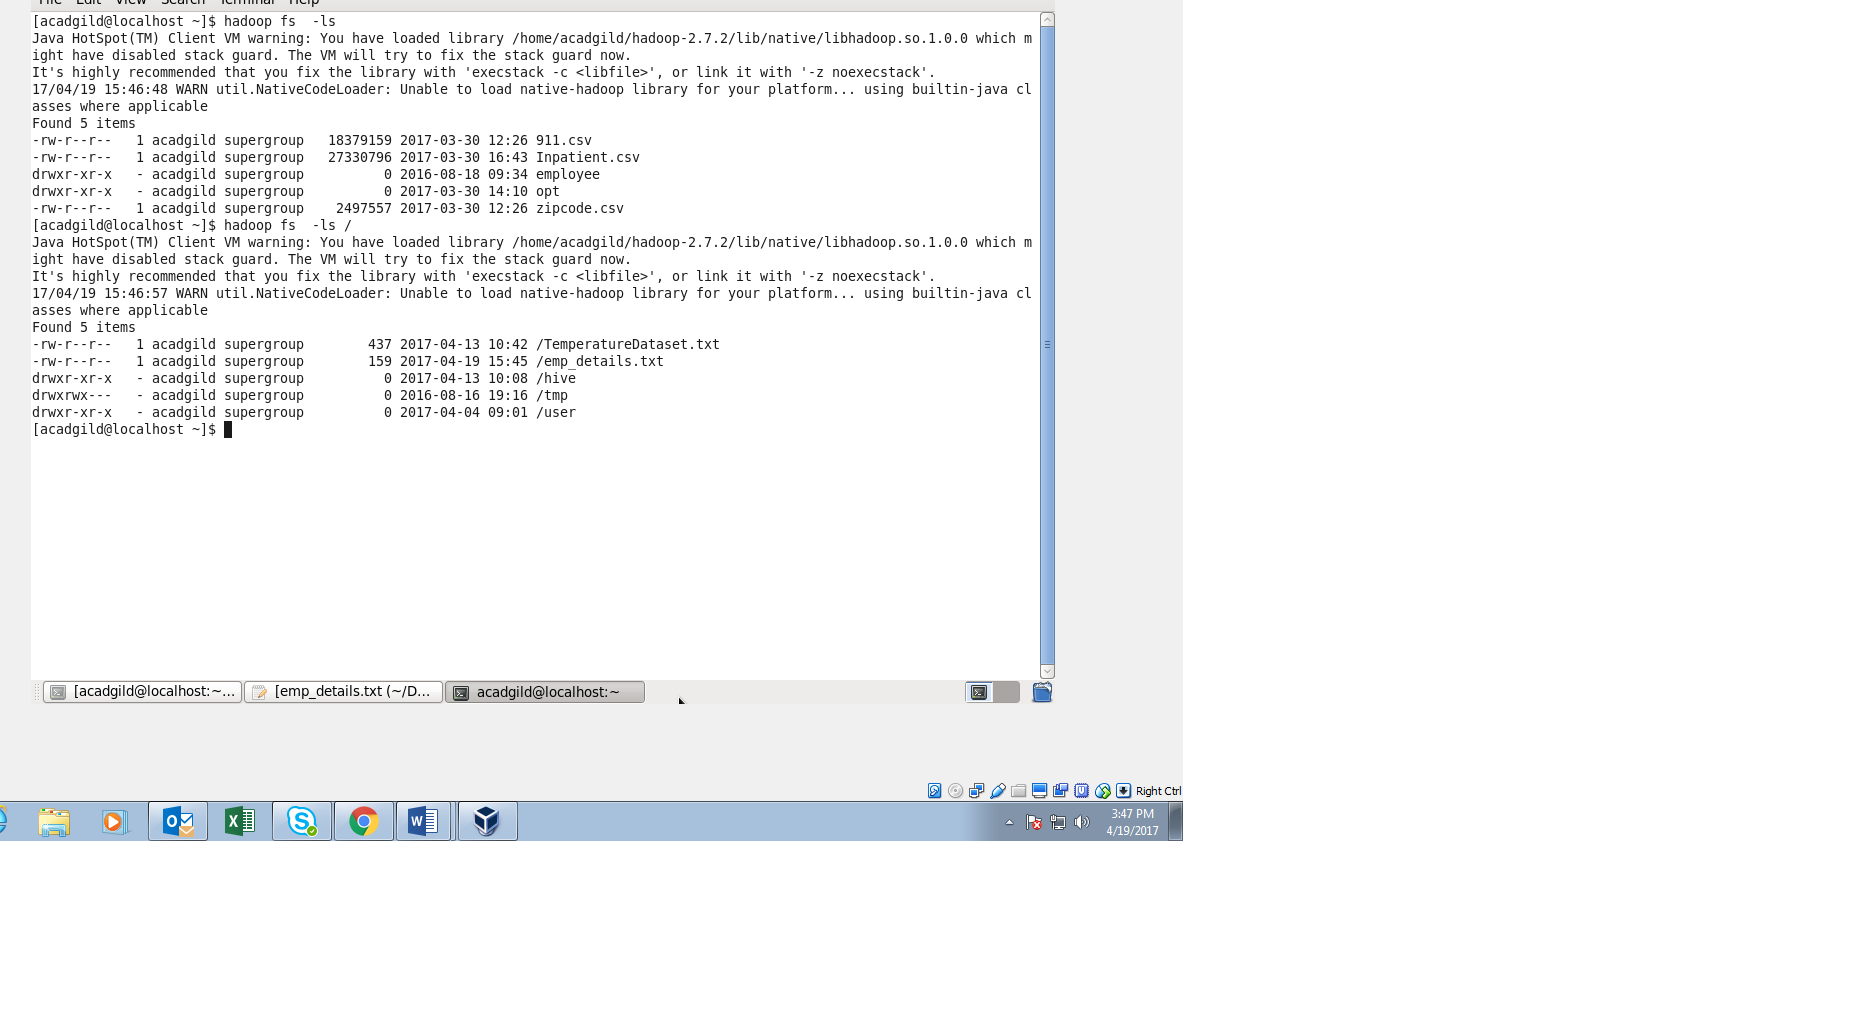 File Edit View Search Terminal Help
[acadgild@localhost ~]$ hadoop fs  -ls
Java HotSpot(TM) Client VM warning: You have loaded library /home/acadgild/hadoop-2.7.2/lib/native/libhadoop.so.1.0.0 which m
ight have disabled stack guard. The VM will try to fix the stack guard now.
It's highly recommended that you fix the library with 'execstack -c <libfile>', or link it with '-z noexecstack'.
17/04/19 15:46:48 WARN util.NativeCodeLoader: Unable to load native-hadoop library for your platform... using builtin-java cl
asses where applicable
Found 5 items
-rw-r--r--   1 acadgild supergroup   18379159 2017-03-30 12:26 911.csv
-rw-r--r--   1 acadgild supergroup   27330796 2017-03-30 16:43 Inpatient.csv
drwxr-xr-x   - acadgild supergroup          0 2016-08-18 09:34 employee
drwxr-xr-x   - acadgild supergroup          0 2017-03-30 14:10 opt
-rw-r--r--   1 acadgild supergroup    2497557 2017-03-30 12:26 zipcode.csv
[acadgild@localhost ~]$ hadoop fs  -ls /
Java HotSpot(TM) Client VM warning: You have loaded library /home/acadgild/hadoop-2.7.2/lib/native/libhadoop.so.1.0.0 which m
ight have disabled stack guard. The VM will try to fix the stack guard now.
It's highly recommended that you fix the library with 'execstack -c <libfile>', or link it with '-z noexecstack'.
17/04/19 15:46:57 WARN util.NativeCodeLoader: Unable to load native-hadoop library for your platform... using builtin-java cl
asses where applicable
Found 5 items
-rw-r--r--   1 acadgild supergroup        437 2017-04-13 10:42 /TemperatureDataset.txt
-rw-r--r--   1 acadgild supergroup        159 2017-04-19 15:45 /emp_details.txt
drwxr-xr-x   - acadgild supergroup          0 2017-04-13 10:08 /hive
drwxrwx---   - acadgild supergroup          0 2016-08-16 19:16 /tmp
drwxr-xr-x   - acadgild supergroup          0 2017-04-04 09:01 /user
[acadgild@localhost ~]$
[acadgild@localhost:~... [emp_details.txt (~/D... acadgild@localhost:~
Right Ctrl
3:47 PM
4/19/2017